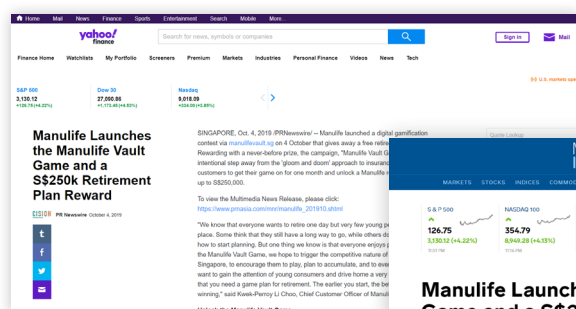 Home Mail News Finance Sports Entertainment Search Mobile More...
yahoo!
finance
Search for news, symbols or companies
Sign in
Mail
Finance Home Watchlists My Portfolio Screeners Premium Markets Industries Personal Finance Videos News Tech
U.S. markets ope
S&P 500
3,130.12
+126.75 (+4.22%)
Dow 30
27,090.86
+1,173.45 (+4.53%)
Nasdaq
9,018.09
+334.00 (+3.85%)
Manulife Launches
the Manulife Vault
Game and a
S$250k Retirement
Plan Reward
CISION PR Newswire October 4, 2019
SINGAPORE, Oct. 4, 2019 /PRNewswire/ -- Manulife launched a digital gamification
contest via manulifevault.sg on 4 October that gives away a free retire
Rewarding with a never-before prize, the campaign, "Manulife Vault G
intentional step away from the 'gloom and doom' approach to insuranc
customers to get their game on for one month and unlock a Manulife r
up to S$250,000.
To view the Multimedia News Release, please click:
https://www.prnasia.com/mnr/manulife_201910.shtml
"We know that everyone wants to retire one day but very few young pe
place. Some think that they still have a long way to go, while others do
how to start planning. But one thing we know is that everyone enjoys p
the Manulife Vault Game, we hope to trigger the competitive nature of
Singapore, to encourage them to play, plan to accumulate, and to ever
want to gain the attention of young consumers and drive home a very
that you need a game plan for retirement. The earlier you start, the bet
winning," said Kwek-Perroy Li Choo, Chief Customer Officer of Manuli
Quote Lookup
MARKETS STOCKS INDICES COMMOD
S & P 500
126.75
3,130.12 (+4.22%)
NASDAQ 100
354.79
8,949.28 (+4.13%)
Manulife Launch
Game and a S$2